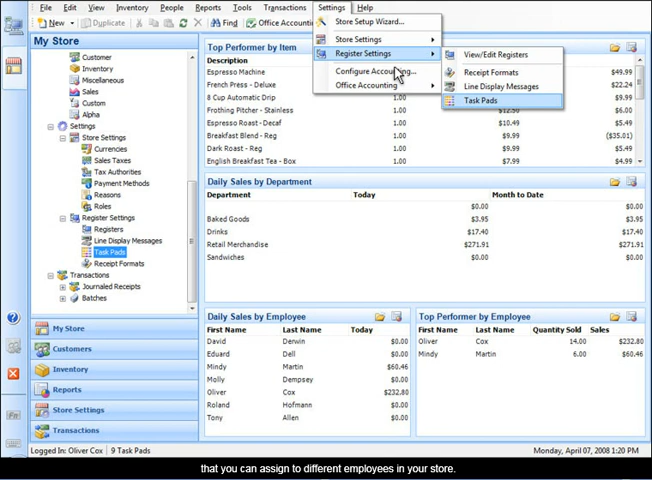 File Edit View Inventory People Reports Tools Transactions Settings Help
New Duplicate Find Office Accounting
Store Setup Wizard...
Store Settings
Register Settings
Configure Accounting...
Office Accounting
View/Edit Registers
Receipt Formats
Line Display Messages
Task Pads
My Store
Customer
Inventory
Miscellaneous
Sales
Custom
Alpha
Settings
Store Settings
Currencies
Sales Taxes
Tax Authorities
Payment Methods
Reasons
Roles
Register Settings
Registers
Line Display Messages
Task Pads
Receipt Formats
Transactions
Journaled Receipts
Batches
My Store
Customers
Inventory
Reports
Store Settings
Transactions
Top Performer by Item
Description
Espresso Machine $49.99
French Press - Deluxe 1.00 $22.24
8 Cup Automatic Drip 1.00 $9.99
Frothing Pitcher - Stainless 1.00 $6.00 $6.00
Espresso Roast - Decaf 1.00 $10.49 $5.49
Breakfast Blend - Reg 1.00 $9.99 ($35.01)
Dark Roast - Reg 1.00 $9.99 $5.49
English Breakfast Tea - Box 1.00 $7.99 $4.99
Daily Sales by Department
Department Today Month to Date
$0.00 $0.00
Baked Goods $3.95 $3.95
Drinks $17.40 $17.40
Retail Merchandise $271.91 $271.91
Sandwiches $0.00 $0.00
Daily Sales by Employee
First Name Last Name Today
David Derwin $0.00
Eduard Dell $0.00
Mindy Martin $60.46
Molly Dempsey $0.00
Oliver Cox $232.80
Roland Hofmann $0.00
Tony Allen $0.00
Top Performer by Employee
First Name Last Name Quantity Sold Sales
Oliver Cox 14.00 $232.80
Mindy Martin 6.00 $60.46
Logged In: Oliver Cox 9 Task Pads Monday, April 07, 2008 1:20 PM
that you can assign to different employees in your store.